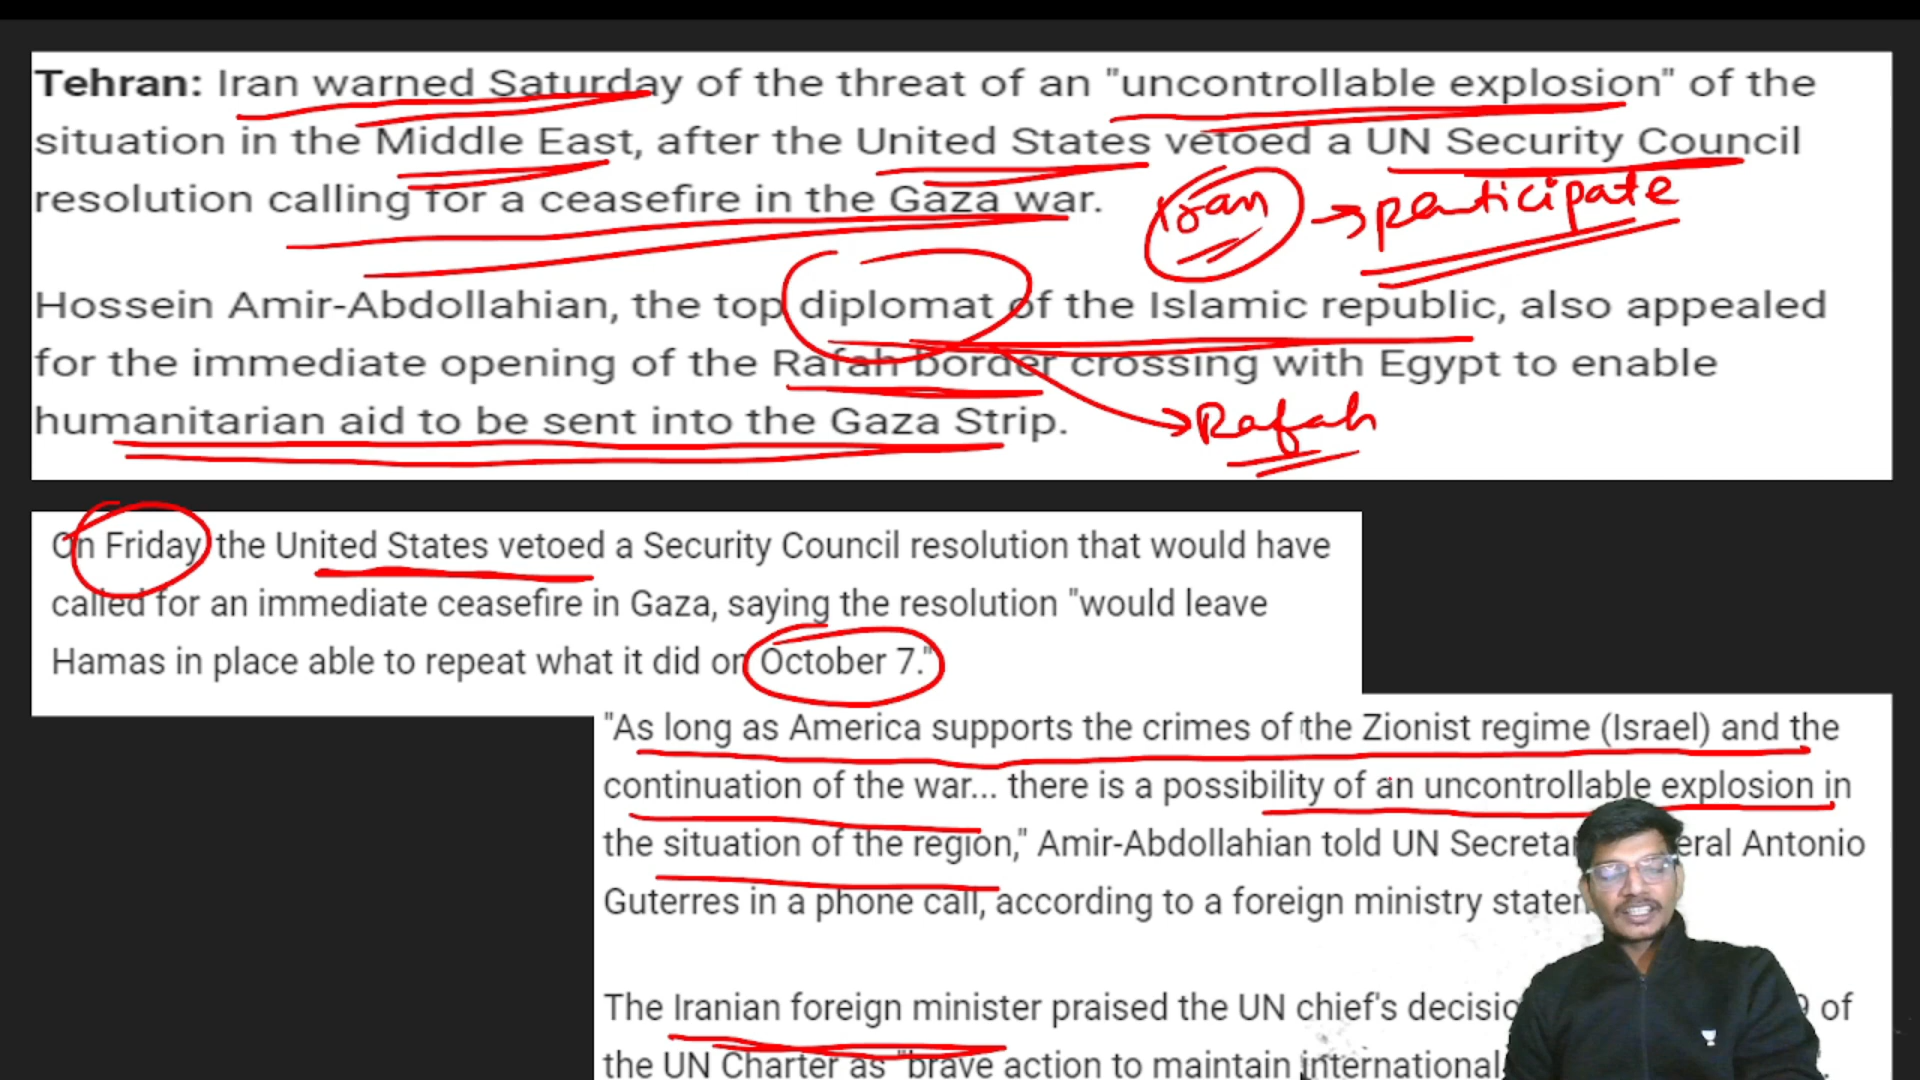 Tehran: Iran warned Saturday of the threat of an "uncontrollable explosion" of the
situation in the Middle East, after the United States vetoed a UN Security Council
resolution calling for a ceasefire in the Gaza war.
Iran → participate
Hossein Amir-Abdollahian, the top diplomat of the Islamic republic, also appealed
for the immediate opening of the Rafah border crossing with Egypt to enable
humanitarian aid to be sent into the Gaza Strip.
Rafah
On Friday the United States vetoed a Security Council resolution that would have
called for an immediate ceasefire in Gaza, saying the resolution "would leave
Hamas in place able to repeat what it did on October 7."
"As long as America supports the crimes of the Zionist regime (Israel) and the
continuation of the war... there is a possibility of an uncontrollable explosion in
the situation of the region," Amir-Abdollahian told UN Antonio
Guterres in a phone call, according to a foreign ministry
The Iranian foreign minister praised the UN chief's of
the UN Charter as "brave action to maintain international